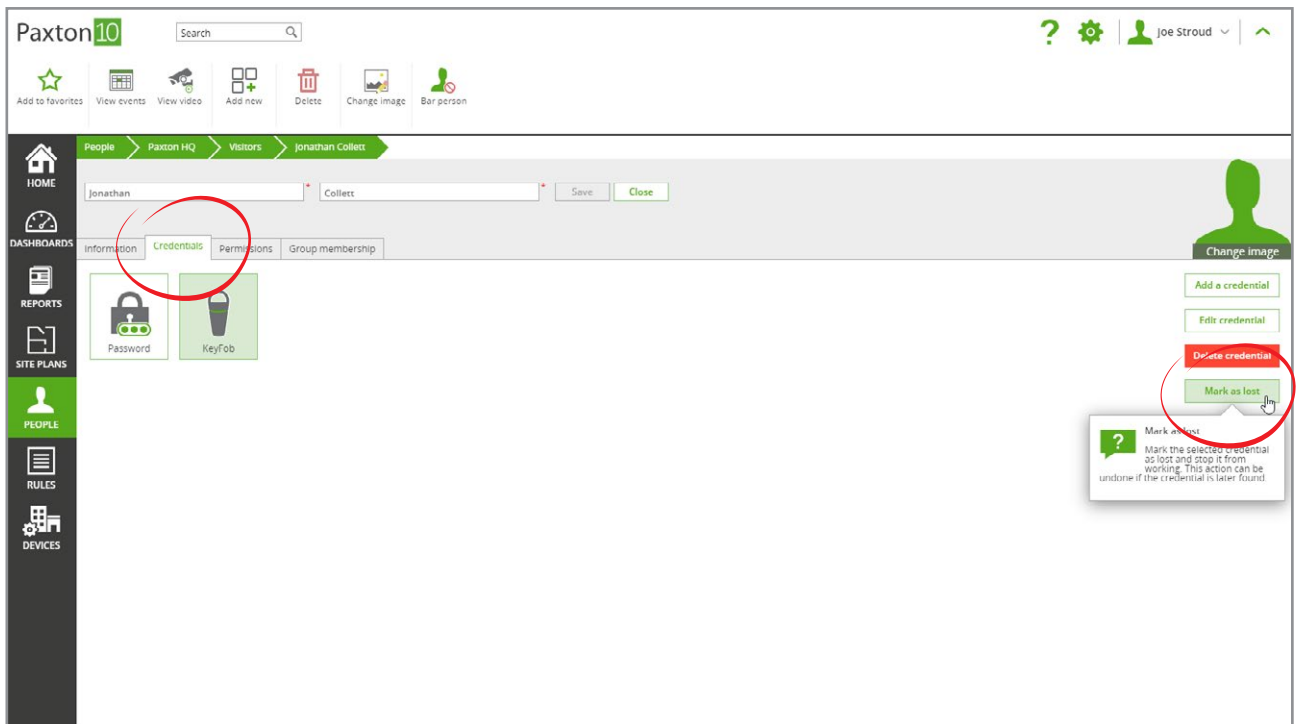 Paxton10
Search
Joe Stroud
Add to favorites
View events
View video
Add new
Delete
Change image
Bar person
People
Paxton HQ
Visitors
Jonathan Collett
HOME
Jonathan
*
Collett
*
Save
Close
DASHBOARDS
Information
Credentials
Permissions
Group membership
Change image
REPORTS
Password
KeyFob
Add a credential
Edit credential
Delete credential
Mark as lost
SITE PLANS
PEOPLE
RULES
DEVICES
?
Mark as lost
Mark the selected credential
as lost and stop it from
working. This action can be
undone if the credential is later found.